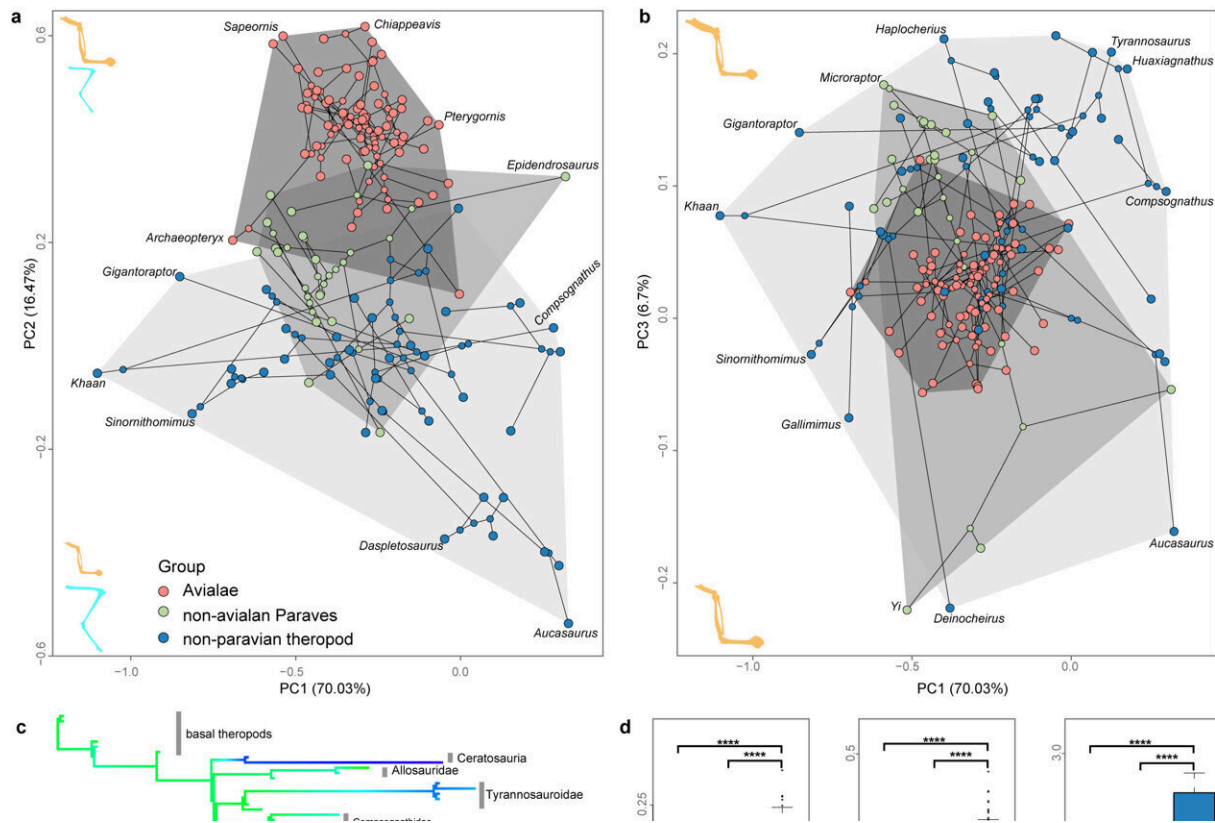 a
0.6
0.2
−0.2
−0.6
PC2 (16.47%)
Sapeornis
Chiappeavis
Pterygornis
Epidendrosaurus
Archaeopteryx
Gigantoraptor
Compsognathus
Khaan
Sinornithomimus
Daspletosaurus
Aucasaurus
Group
Avialae
non-avialan Paraves
non-paravian theropod
−1.0
−0.5
0.0
PC1 (70.03%)
b
0.2
0.1
0.0
−0.1
−0.2
PC3 (6.7%)
Haplocherius
Tyrannosaurus
Huaxiagnathus
Microraptor
Gigantoraptor
Compsognathus
Khaan
Sinornithomimus
Gallimimus
Aucasaurus
Yi
Deinocheirus
−1.0
−0.5
0.0
PC1 (70.03%)
c
basal theropods
Ceratosauria
Allosauridae
Tyrannosauroidae
d
0.25
****
****
0.5
****
****
3.0
****
****